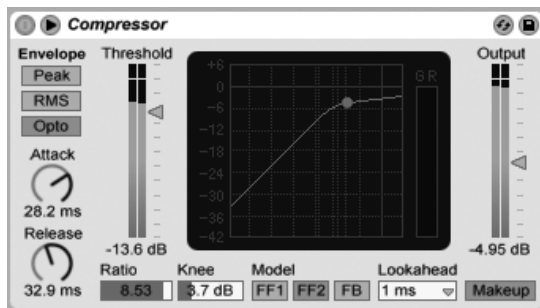 Compressor
Envelope
Peak
RMS
Opto
Attack
28.2 ms
Release
32.9 ms
Threshold
-13.6 dB
+6
0
-6
-12
-18
-24
-30
-36
-42
GR
Output
-4.95 dB
Ratio
8.53
Knee
3.7 dB
Model
FF1 FF2 FB
Lookahead
1 ms
Makeup